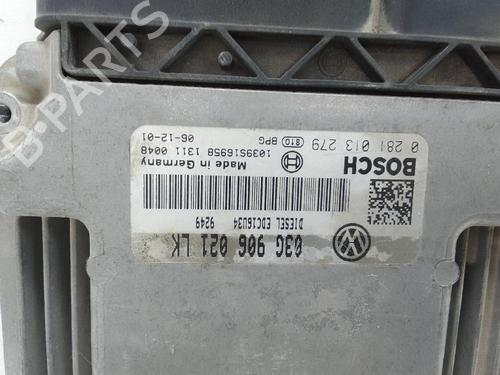 0 281 013 279 810 BPG 06-12-01
BOSCH
1039S16958 1311 0048
Made in Germany
DIESEL EDC16U34 9249
03G 906 021 LK
B-PARTS